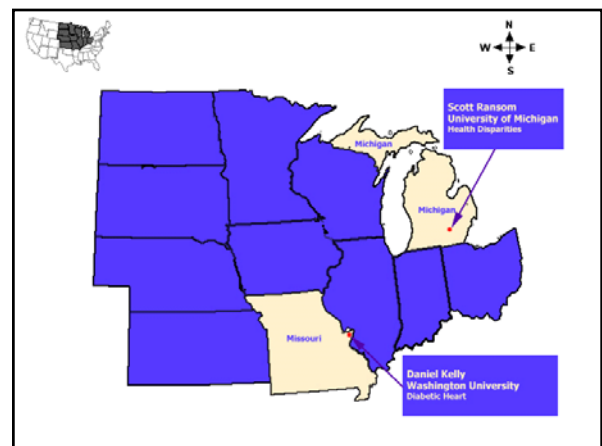 N
W E
S
Scott Ransom
University of Michigan
Health Disparities
Michigan
Michigan
Missouri
Daniel Kelly
Washington University
Diabetic Heart